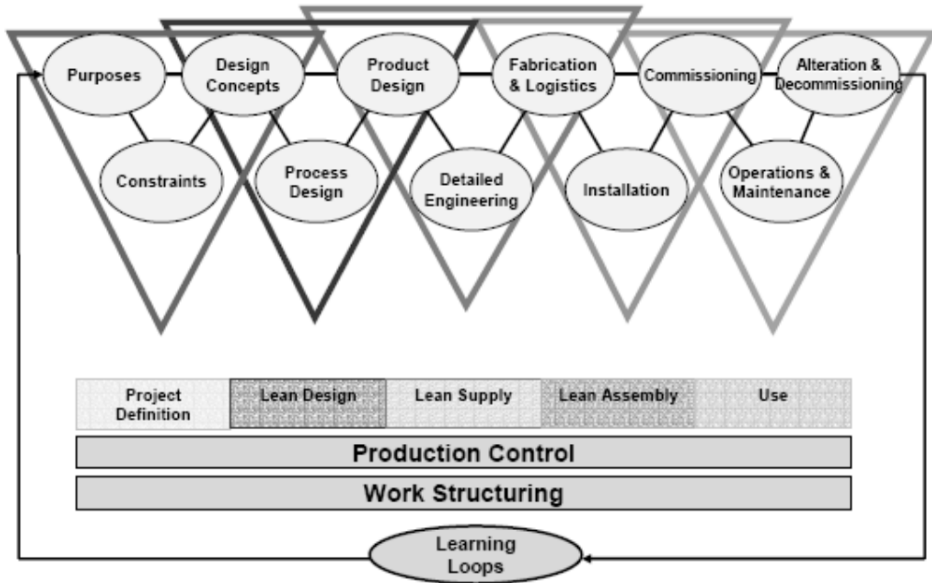 Purposes
Design
Concepts
Product
Design
Fabrication
& Logistics
Commissioning
Alteration &
Decommissioning
Constraints
Process
Design
Detailed
Engineering
Installation
Operations &
Maintenance
Project
Definition
Lean Design
Lean Supply
Lean Assembly
Use
Production Control
Work Structuring
Learning
Loops